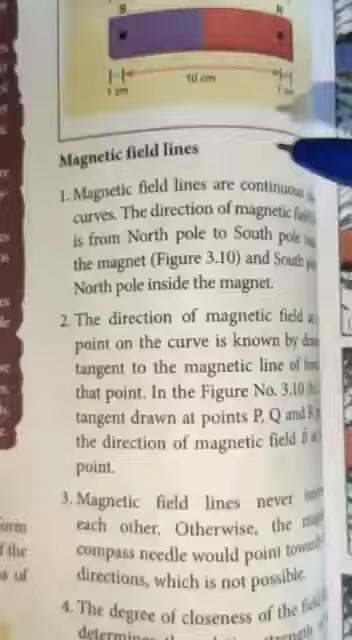 S N
10 cm
1 cm
Magnetic field lines
1. Magnetic field lines are continuous
curves. The direction of magnetic
is from North pole to South pole
the magnet (Figure 3.10) and South
North pole inside the magnet.
2. The direction of magnetic field
point on the curve is known by
tangent to the magnetic line of
that point. In the Figure No. 3.10
tangent drawn at points P, Q and R
the direction of magnetic field
point.
3. Magnetic field lines never
each other. Otherwise, the
compass needle would point
directions, which is not possible.
4. The degree of closeness of the field